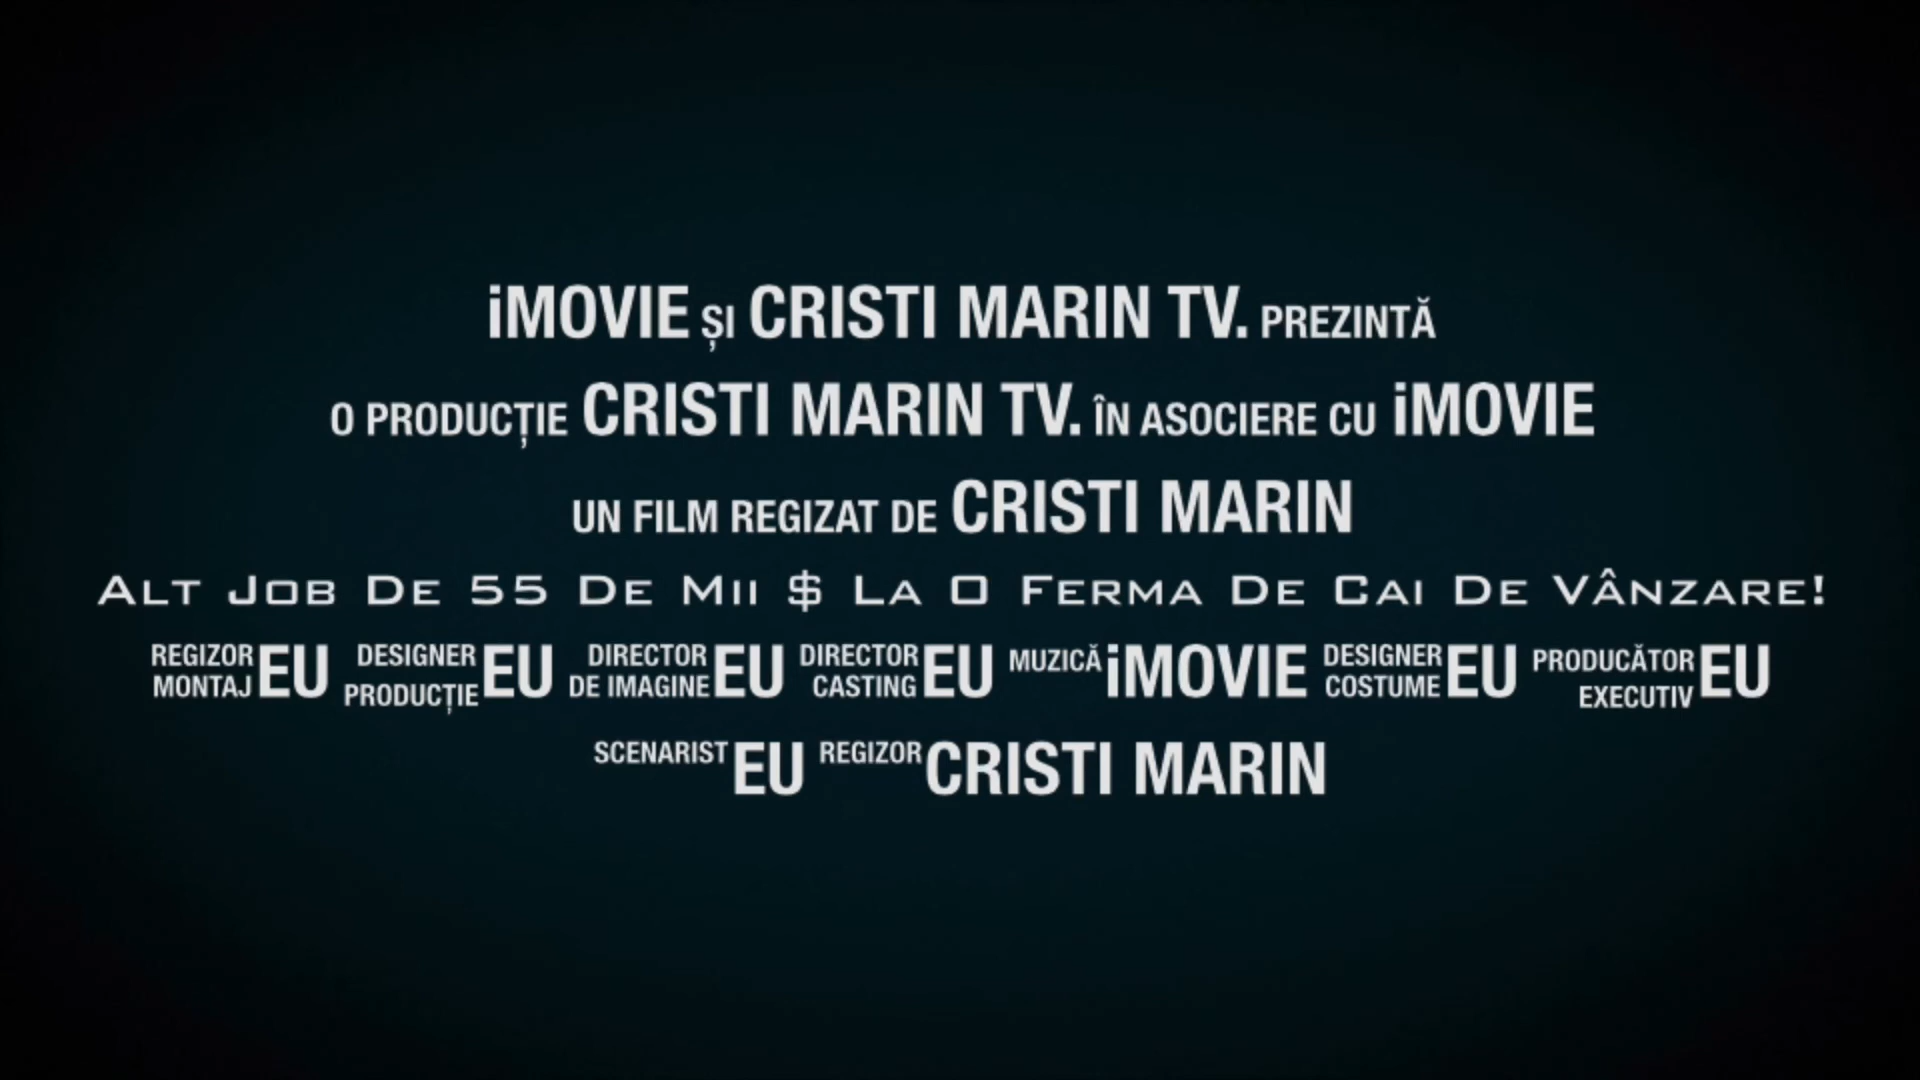 iMOVIE ȘI CRISTI MARIN TV. PREZINTĂ
O PRODUCȚIE CRISTI MARIN TV. ÎN ASOCIERE CU iMOVIE
UN FILM REGIZAT DE CRISTI MARIN
ALT JOB DE 55 DE MII $ LA O FERMA DE CAI DE VÂNZARE!
REGIZOR MONTAJ EU DESIGNER PRODUCȚIE EU DIRECTOR DE IMAGINE EU DIRECTOR CASTING EU MUZICĂ iMOVIE DESIGNER COSTUME EU PRODUCĂTOR EXECUTIV EU
SCENARIST EU REGIZOR CRISTI MARIN